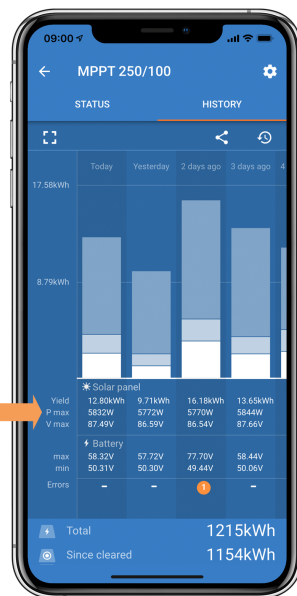 09:00
MPPT 250/100
STATUS HISTORY
Today Yesterday 2 days ago 3 days ago 4
17.58kWh
8.79kWh
Solar panel
Yield 12.80kWh 9.71kWh 16.18kWh 13.65kWh
P max 5832W 5772W 5770W 5844W
V max 87.49V 86.59V 86.54V 87.66V
Battery
max 58.32V 57.72V 77.70V 58.44V
min 50.31V 50.30V 49.44V 50.06V
Errors – – 1 –
Total 1215kWh
Since cleared 1154kWh